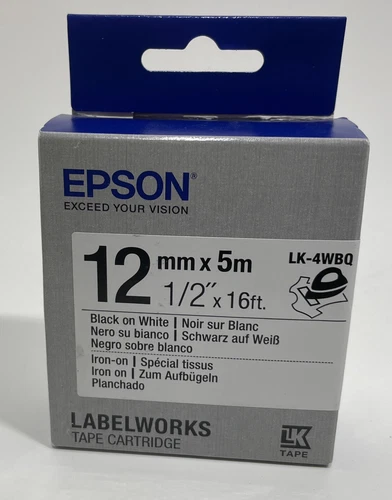 EPSON®
EXCEED YOUR VISION
12 mm x 5m
1/2" x 16ft.
LK-4WBQ
Black on White | Noir sur Blanc
Nero su bianco | Schwarz auf Weiß
Negro sobre blanco
Iron-on | Spécial tissus
Iron on | Zum Aufbügeln
Planchado
LABELWORKS
TAPE CARTRIDGE
LK
TAPE